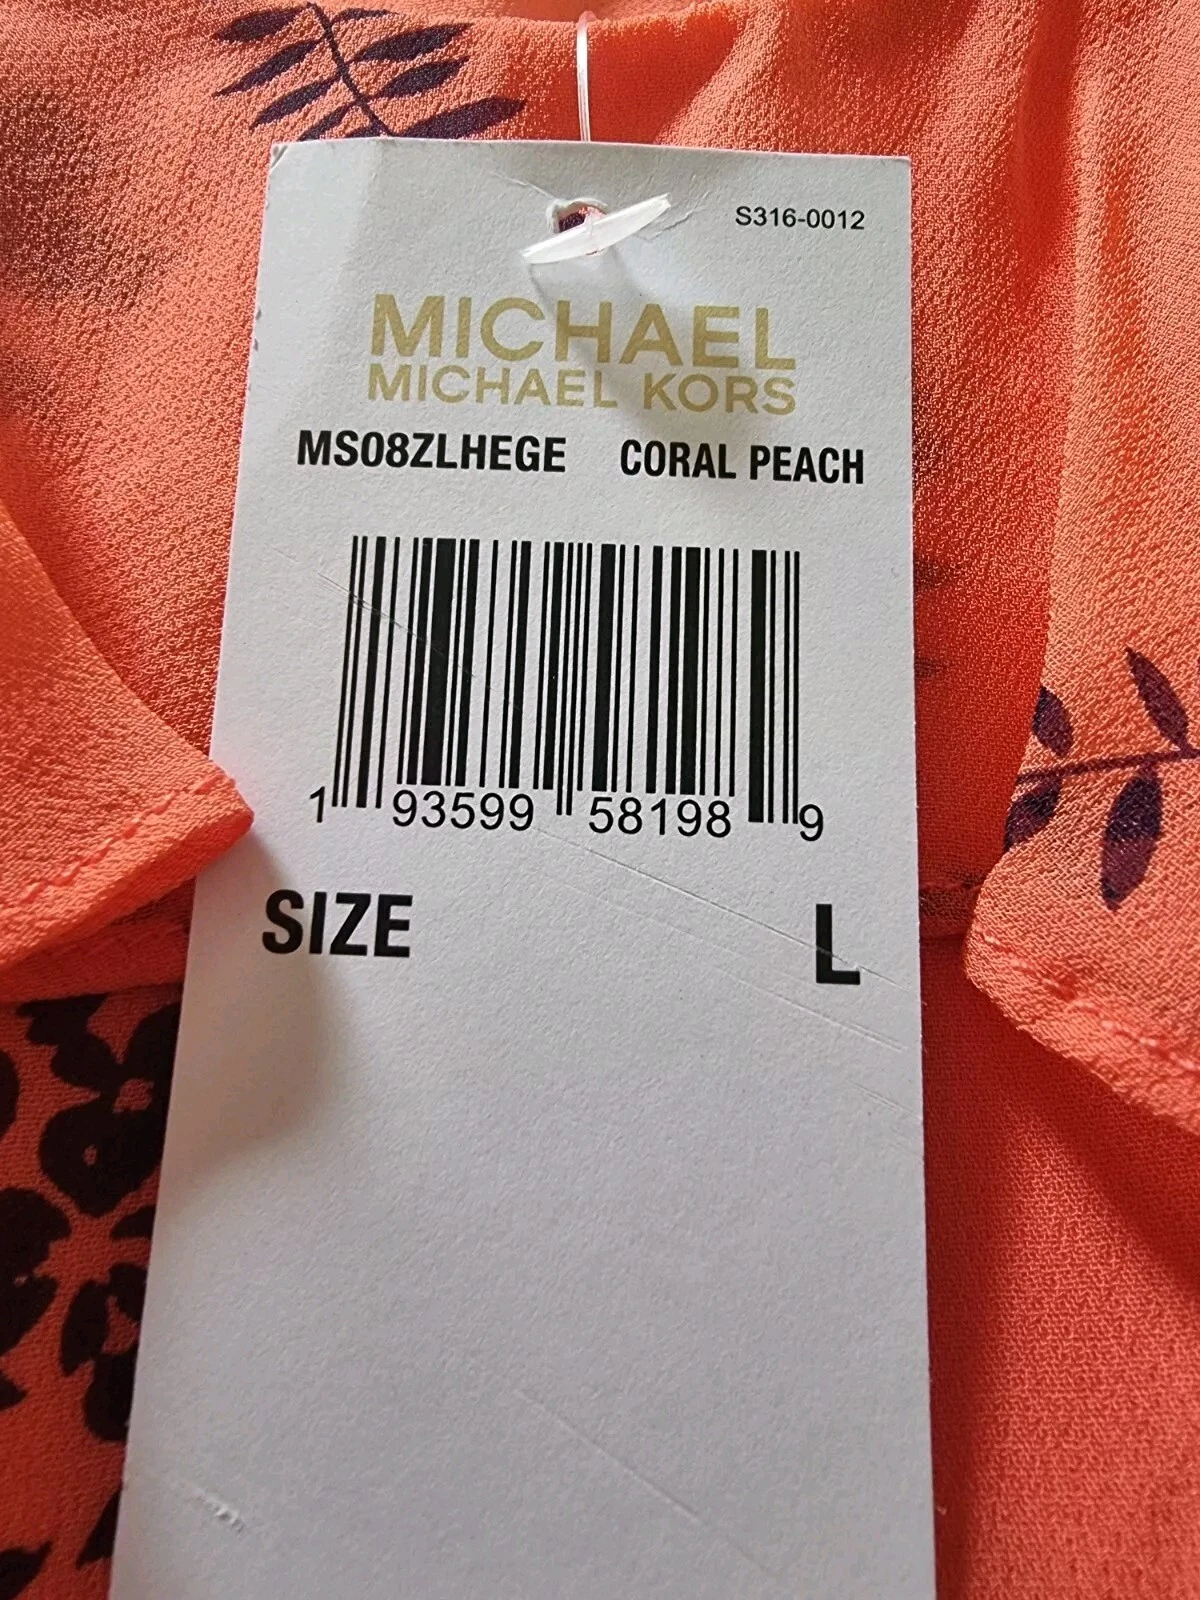 S316-0012
MICHAEL
MICHAEL KORS
MS08ZLHEGE CORAL PEACH
1 93599 58198 9
SIZE L